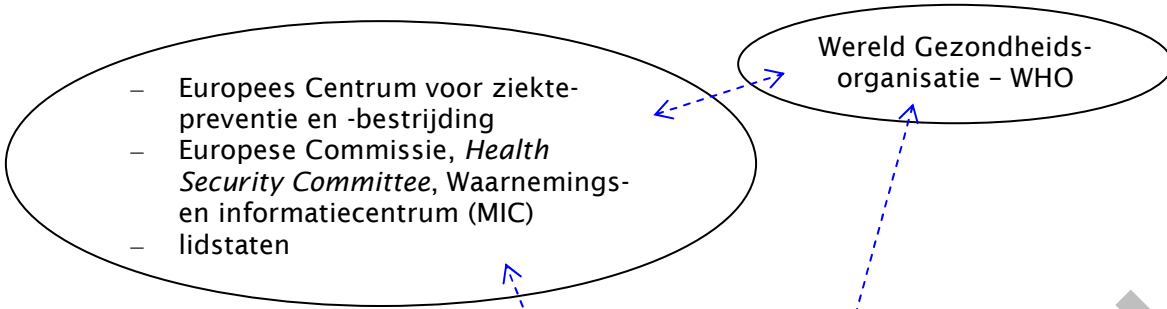 – Europees Centrum voor ziekte-
preventie en -bestrijding
– Europese Commissie, Health
Security Committee, Waarnemings-
en informatiecentrum (MIC)
– lidstaten
Wereld Gezondheids-
organisatie – WHO